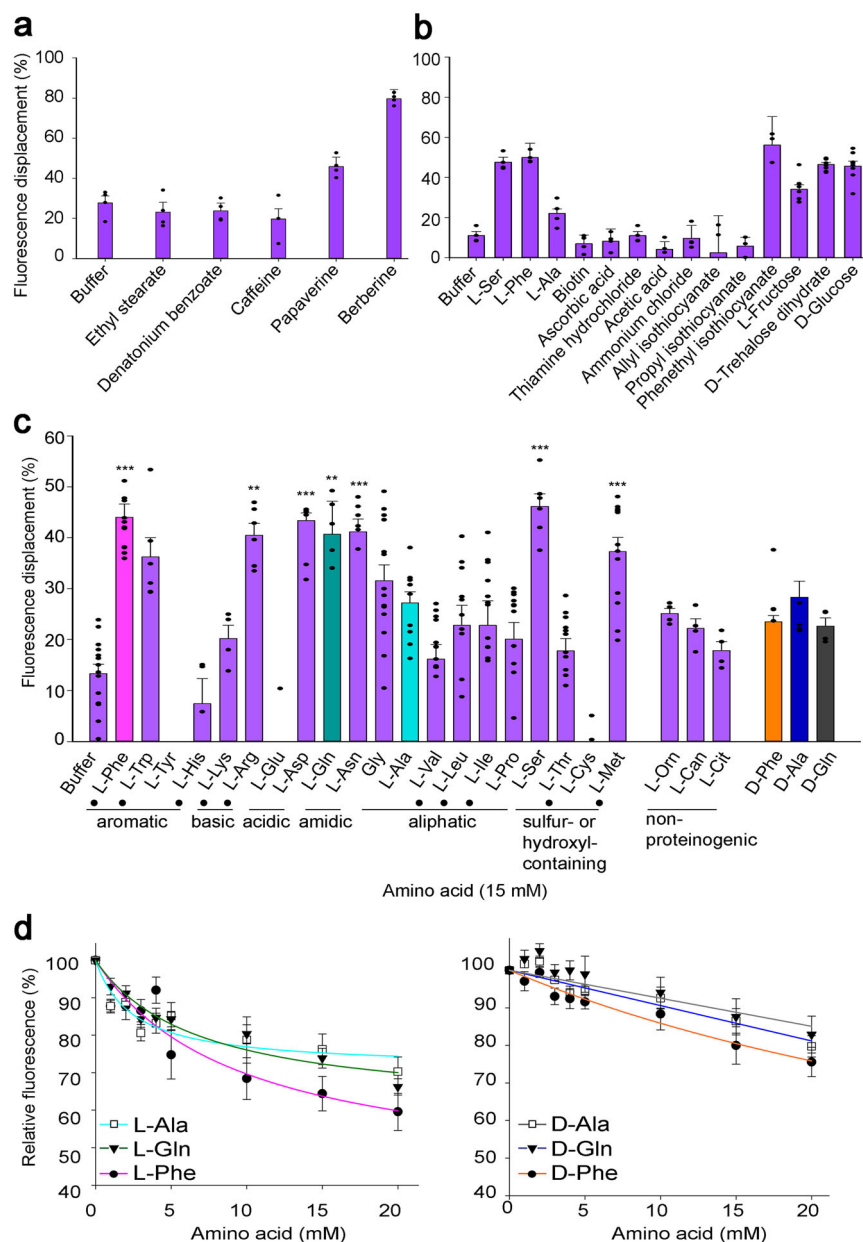 a
Fluorescence displacement (%)
100
80
60
40
20
0
Buffer
Ethyl stearate
Denatonium benzoate
Caffeine
Papaverine
Berberine
b
100
80
60
40
20
0
Buffer
L-Ser
L-Phe
L-Ala
Biotin
Ascorbic acid
Thiamine hydrochloride
Acetic acid
Ammonium chloride
Allyl isothiocyanate
Propyl isothiocyanate
Phenethyl isothiocyanate
L-Fructose
D-Trehalose dihydrate
D-Glucose
c
Fluorescence displacement (%)
60
50
40
30
20
10
0
*** ** *** ** *** *** ***
Buffer
L-Phe
L-Trp
L-Tyr
L-His
L-Lys
L-Arg
L-Glu
L-Asp
L-Gln
L-Asn
Gly
L-Ala
L-Val
L-Leu
L-Ile
L-Pro
L-Ser
L-Thr
L-Cys
L-Met
L-Orn
L-Can
L-Cit
D-Phe
D-Ala
D-Gln
aromatic
basic
acidic
amidic
aliphatic
sulfur- or
hydroxyl-
containing
non-
proteinogenic
Amino acid (15 mM)
d
Relative fluorescence (%)
100
90
80
70
60
50
40
L-Ala
L-Gln
L-Phe
0 5 10 15 20
Amino acid (mM)
100
90
80
70
60
50
40
D-Ala
D-Gln
D-Phe
0 5 10 15 20
Amino acid (mM)